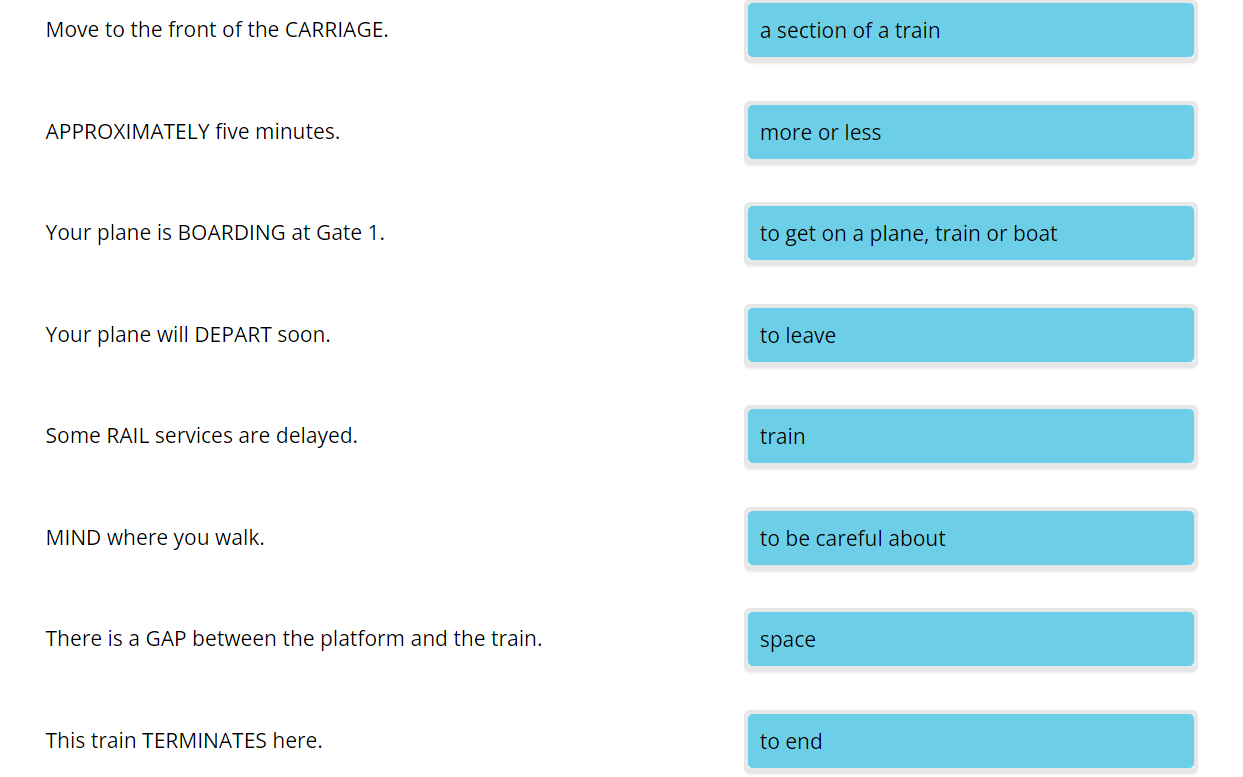 Move to the front of the CARRIAGE.
a section of a train
APPROXIMATELY five minutes.
more or less
Your plane is BOARDING at Gate 1.
to get on a plane, train or boat
Your plane will DEPART soon.
to leave
Some RAIL services are delayed.
train
MIND where you walk.
to be careful about
There is a GAP between the platform and the train.
space
This train TERMINATES here.
to end